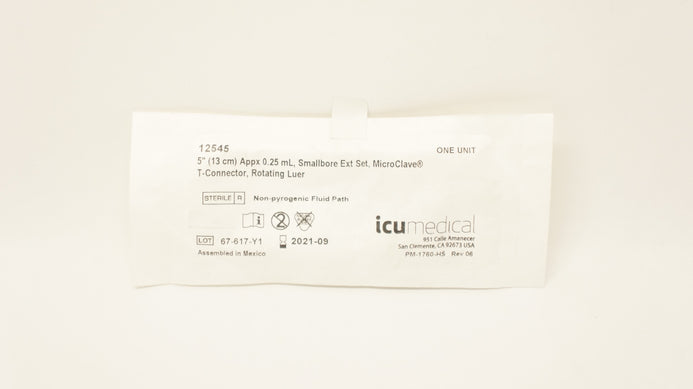 12545
ONE UNIT
5" (13 cm) Appx 0.25 mL, Smallbore Ext Set, MicroClave®
T-Connector, Rotating Luer
STERILE R Non-pyrogenic Fluid Path
i 2
icumedical
951 Calle Amanecer
San Clemente, CA 92673 USA
LOT 67-617-Y1 2021-09
Assembled in Mexico
PM-1760-HS Rev 06